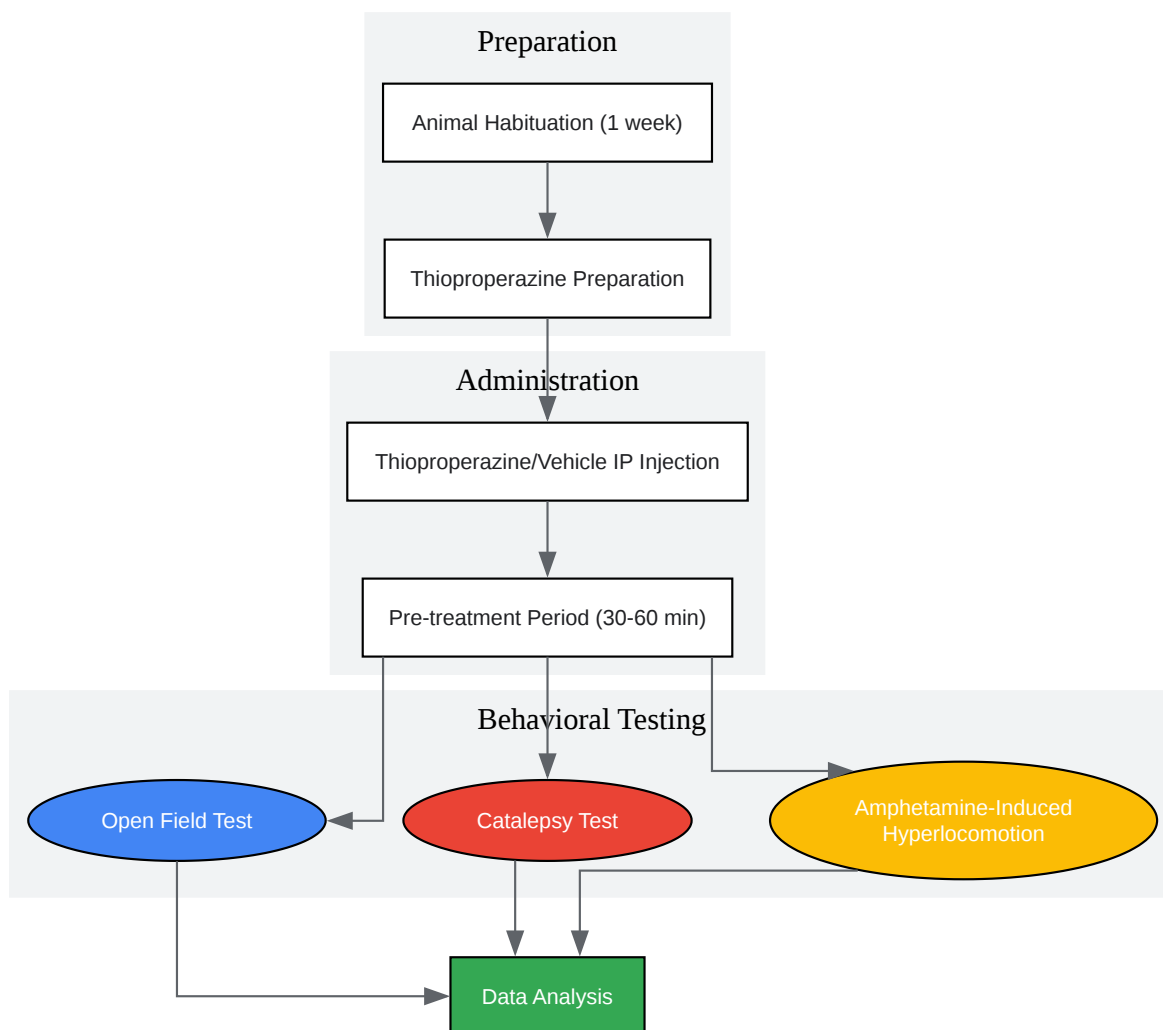 Preparation
Animal Habituation (1 week)
Thioproperazine Preparation
Administration
Thioproperazine/Vehicle IP Injection
Pre-treatment Period (30-60 min)
Behavioral Testing
Open Field Test
Catalepsy Test
Amphetamine-Induced
Hyperlocomotion
Data Analysis